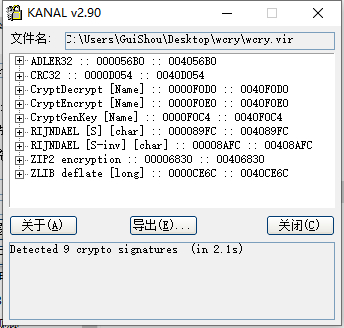 KANAL v2.90
文件名: C:\Users\GuiShou\Desktop\wcry\wcry.vir
ADLER32 :: 000056B0 :: 004056B0
CRC32 :: 0000D054 :: 0040D054
CryptDecrypt [Name] :: 0000F0D0 :: 0040F0D0
CryptEncrypt [Name] :: 0000F0E0 :: 0040F0E0
CryptGenKey [Name] :: 0000F0C4 :: 0040F0C4
RIJNDAEL [S] [char] :: 000089FC :: 004089FC
RIJNDAEL [S-inv] [char] :: 00008AFC :: 00408AFC
ZIP2 encryption :: 00006830 :: 00406830
ZLIB deflate [long] :: 0000CE6C :: 0040CE6C
关于(A) 导出(E)... 关闭(C)
Detected 9 crypto signatures (in 2.1s)